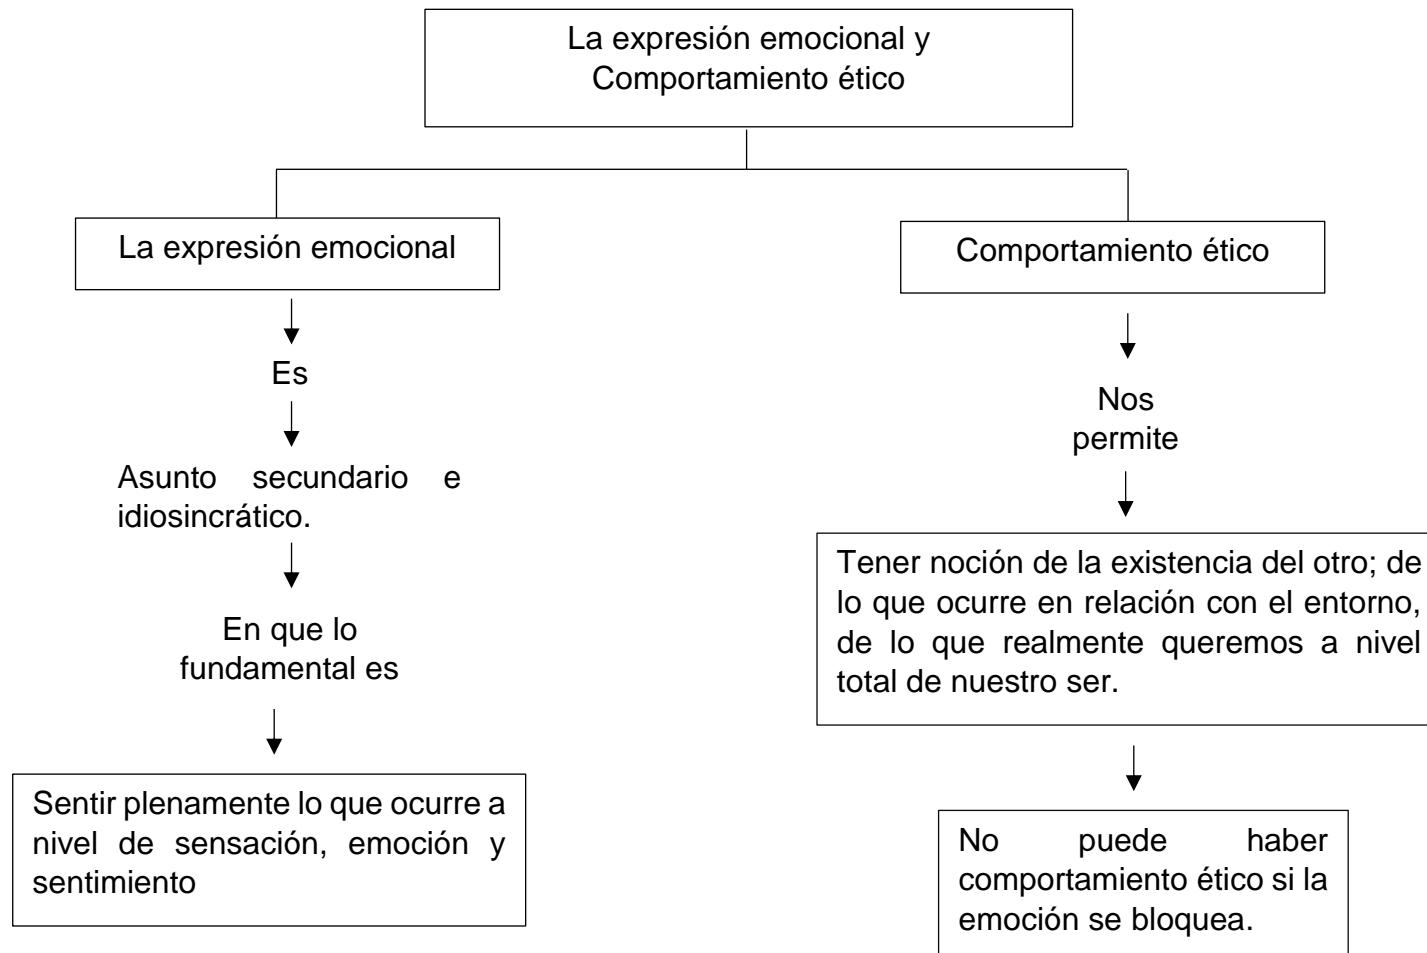 La expresión emocional y
Comportamiento ético
La expresión emocional
Es
Asunto secundario e
idiosincrático.
En que lo
fundamental es
Sentir plenamente lo que ocurre a
nivel de sensación, emoción y
sentimiento
Comportamiento ético
Nos
permite
Tener noción de la existencia del otro; de
lo que ocurre en relación con el entorno,
de lo que realmente queremos a nivel
total de nuestro ser.
No puede haber
comportamiento ético si la
emoción se bloquea.